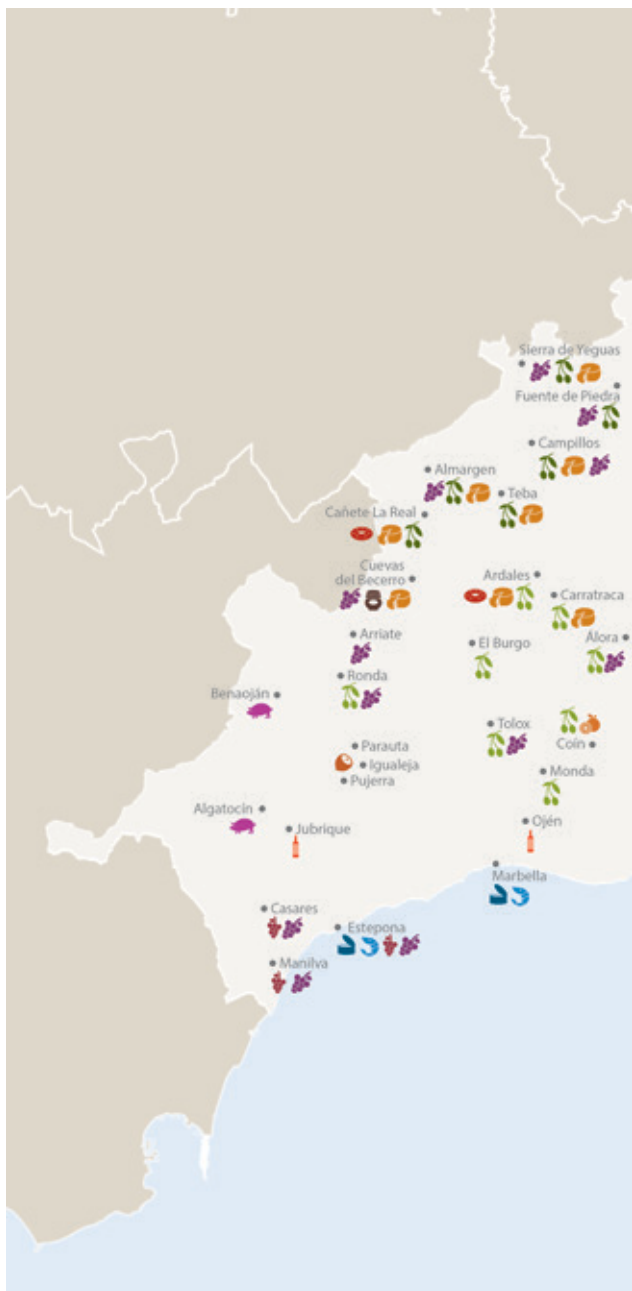 Sierra de Yeguas
Fuente de Piedra
Campillos
Almargen
Teba
Cañete La Real
Cuevas
del Becerro
Ardales
Carratraca
Arriate
El Burgo
Álora
Ronda
Benaoján
Tolox
Coín
Parauta
Igualeja
Pujerra
Monda
Algatocín
Jubrique
Ojén
Marbella
Casares
Estepona
Manilva